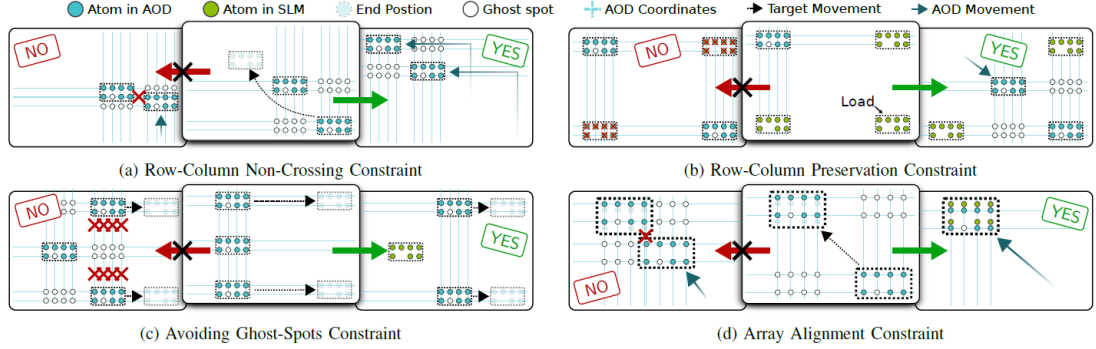 Atom in AOD Atom in SLM End Postion Ghost spot AOD Coordinates Target Movement AOD Movement
NO
YES
(a) Row-Column Non-Crossing Constraint
NO
Load
YES
(b) Row-Column Preservation Constraint
NO
YES
(c) Avoiding Ghost-Spots Constraint
NO
YES
(d) Array Alignment Constraint